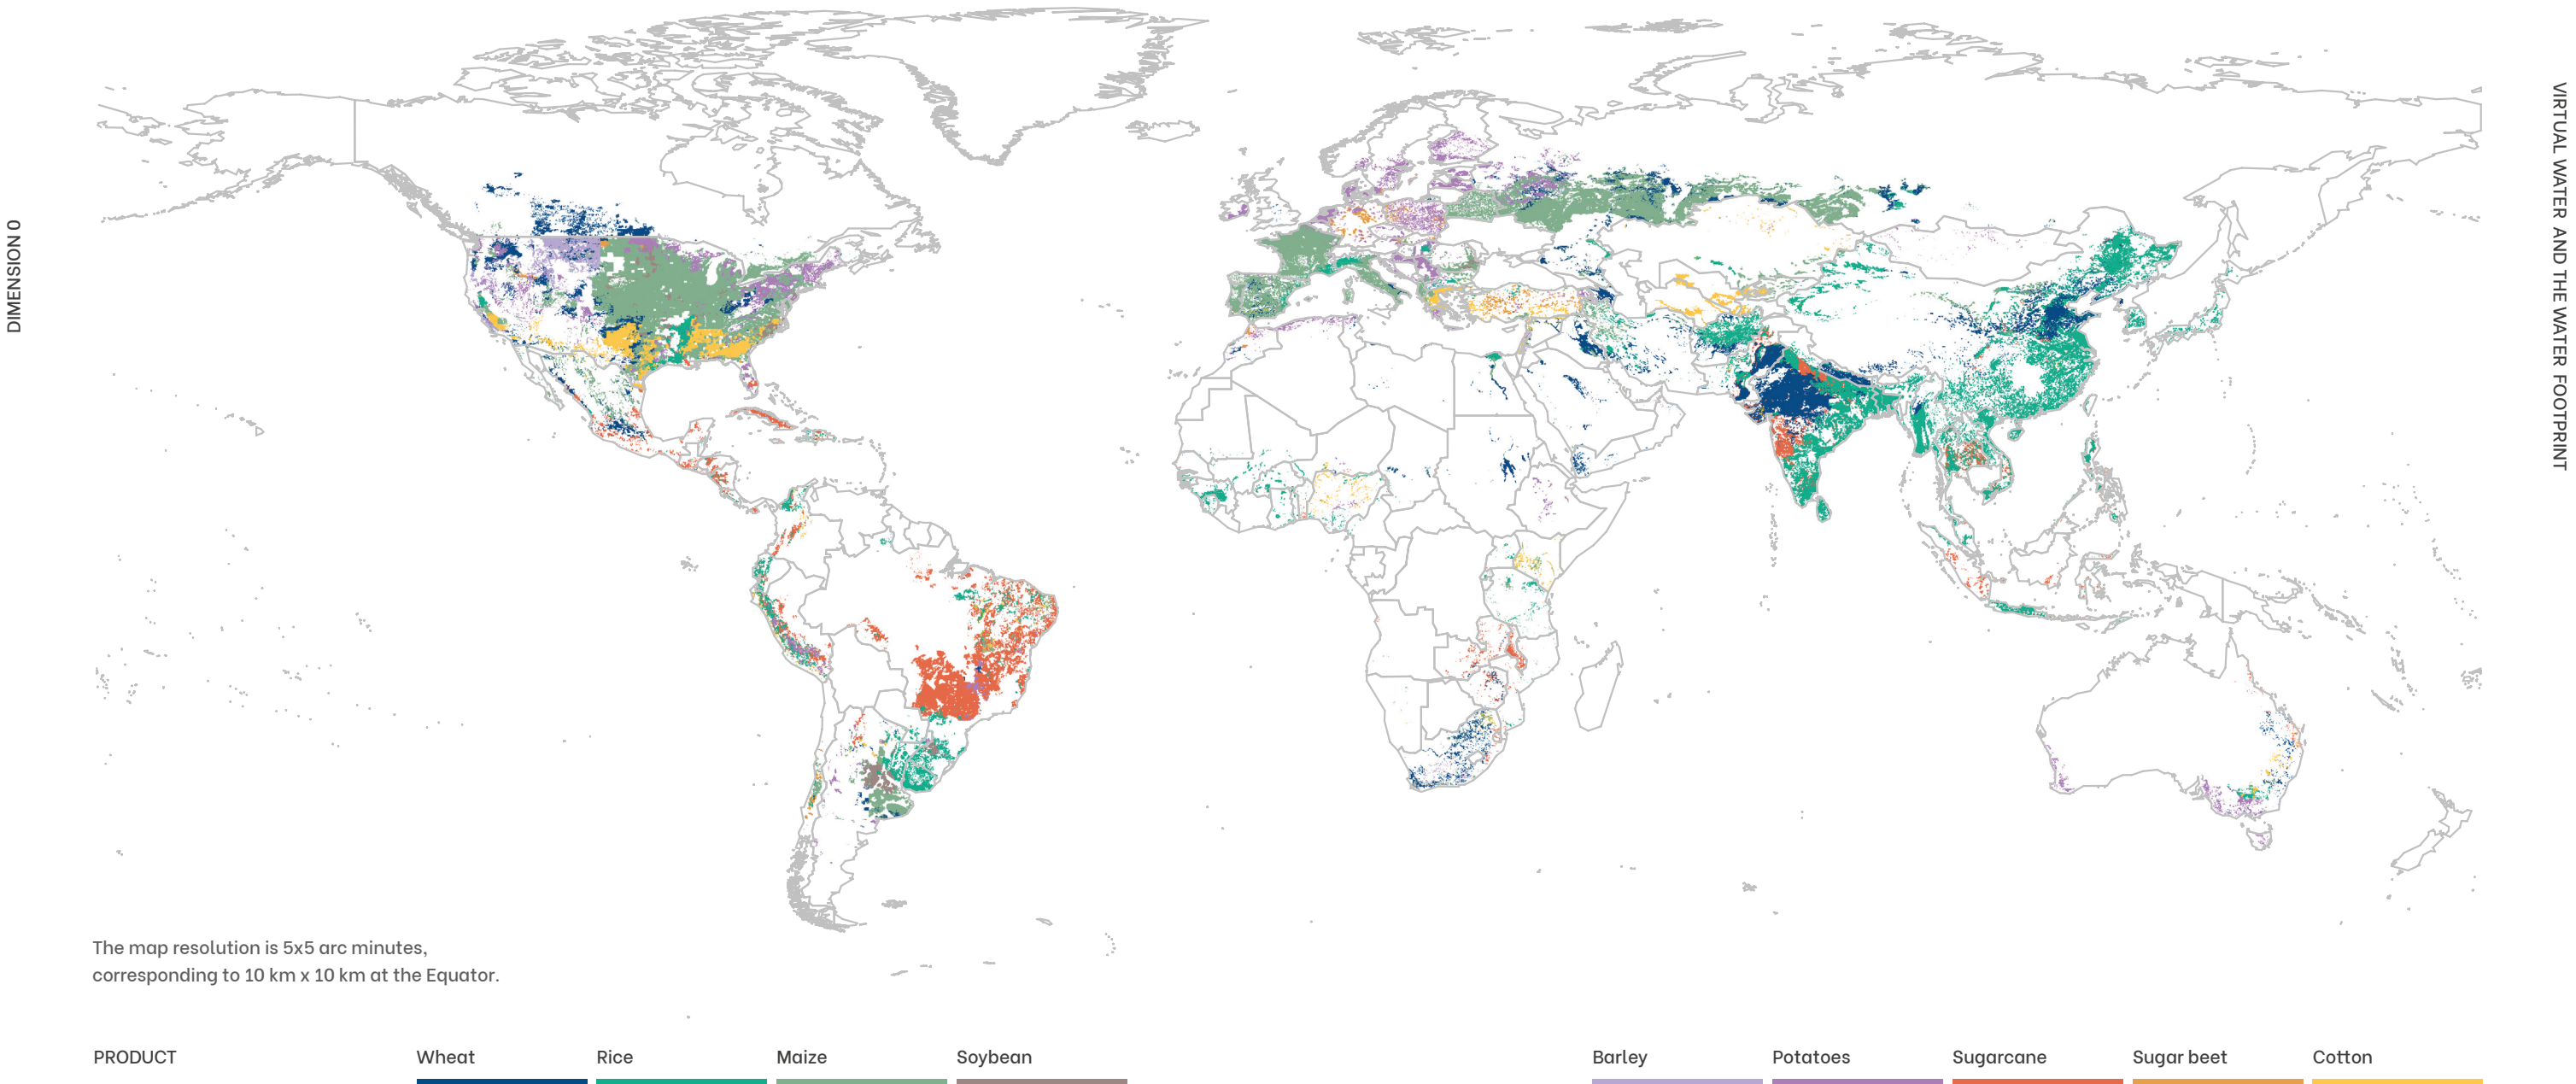 DIMENSION 0
VIRTUAL WATER AND THE WATER FOOTPRINT
The map resolution is 5x5 arc minutes,
corresponding to 10 km x 10 km at the Equator.
PRODUCT
Wheat
Rice
Maize
Soybean
Barley
Potatoes
Sugarcane
Sugar beet
Cotton